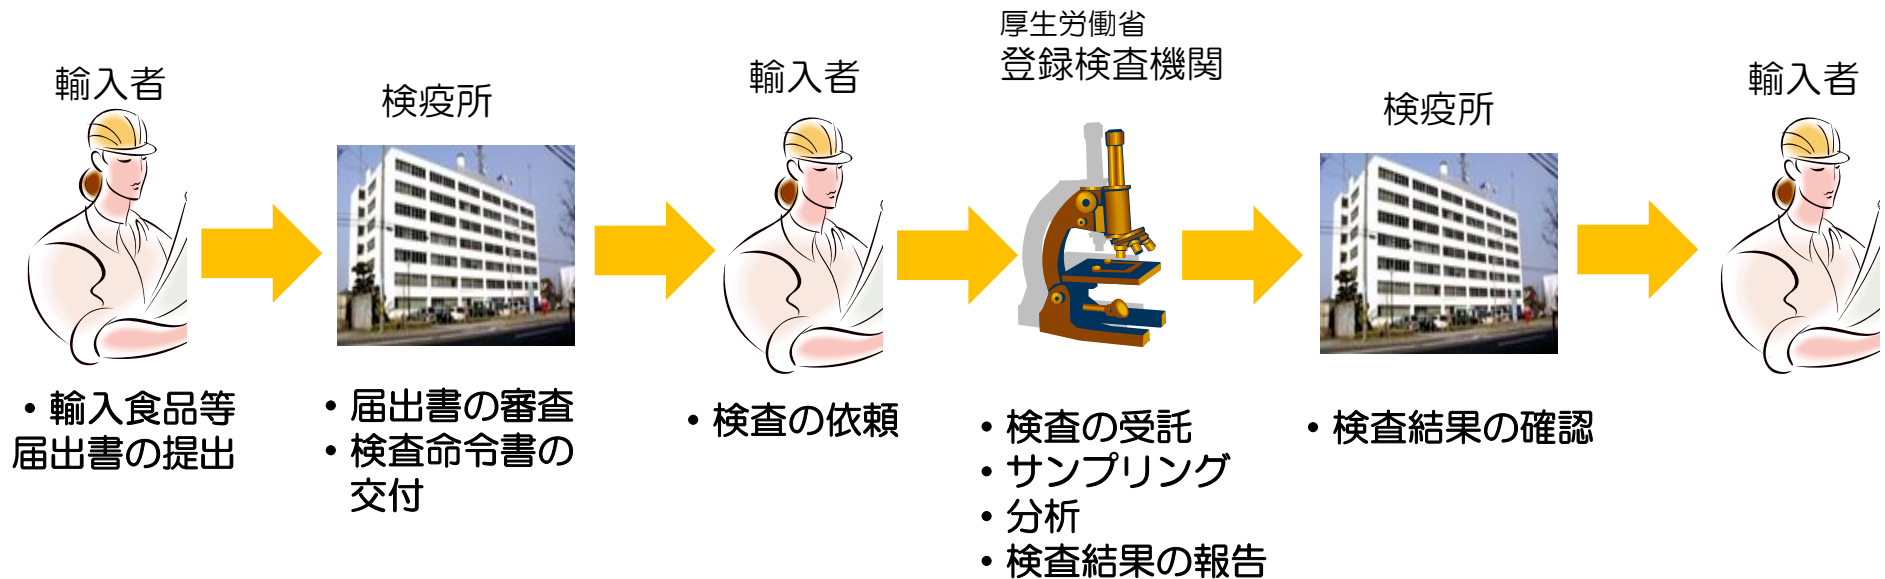 輸入者
検疫所
輸入者
厚生労働省
登録検査機関
検疫所
輸入者
・輸入食品等
届出書の提出
・届出書の審査
・検査命令書の
交付
・検査の依頼
・検査の受託
・サンプリング
・分析
・検査結果の報告
・検査結果の確認